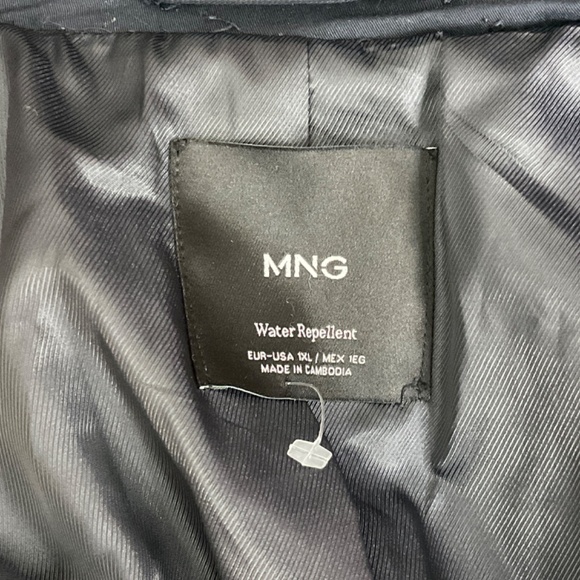 MNG
Water Repellent
EUR-USA 1XL / MEX 1EG
MADE IN CAMBODIA